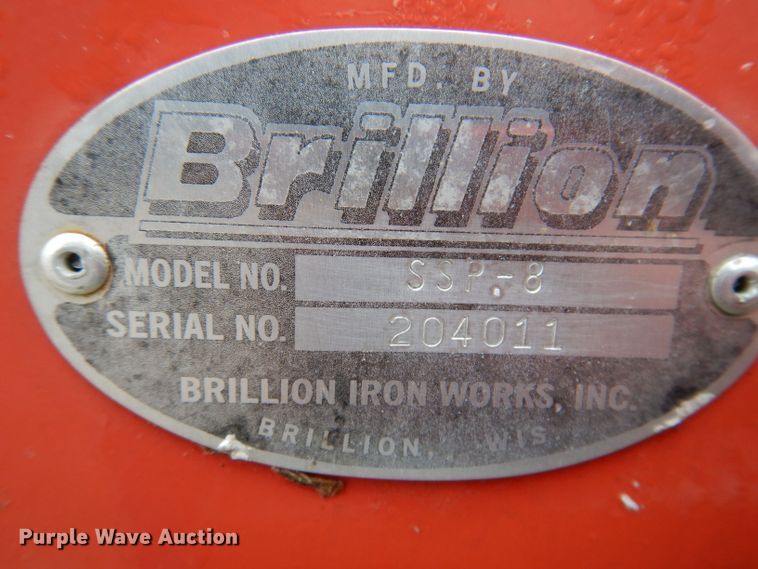 MFD. BY
Brillion
MODEL NO. SSP-8
SERIAL NO. 204011
BRILLION IRON WORKS, INC.
BRILLION, WIS.
Purple Wave Auction